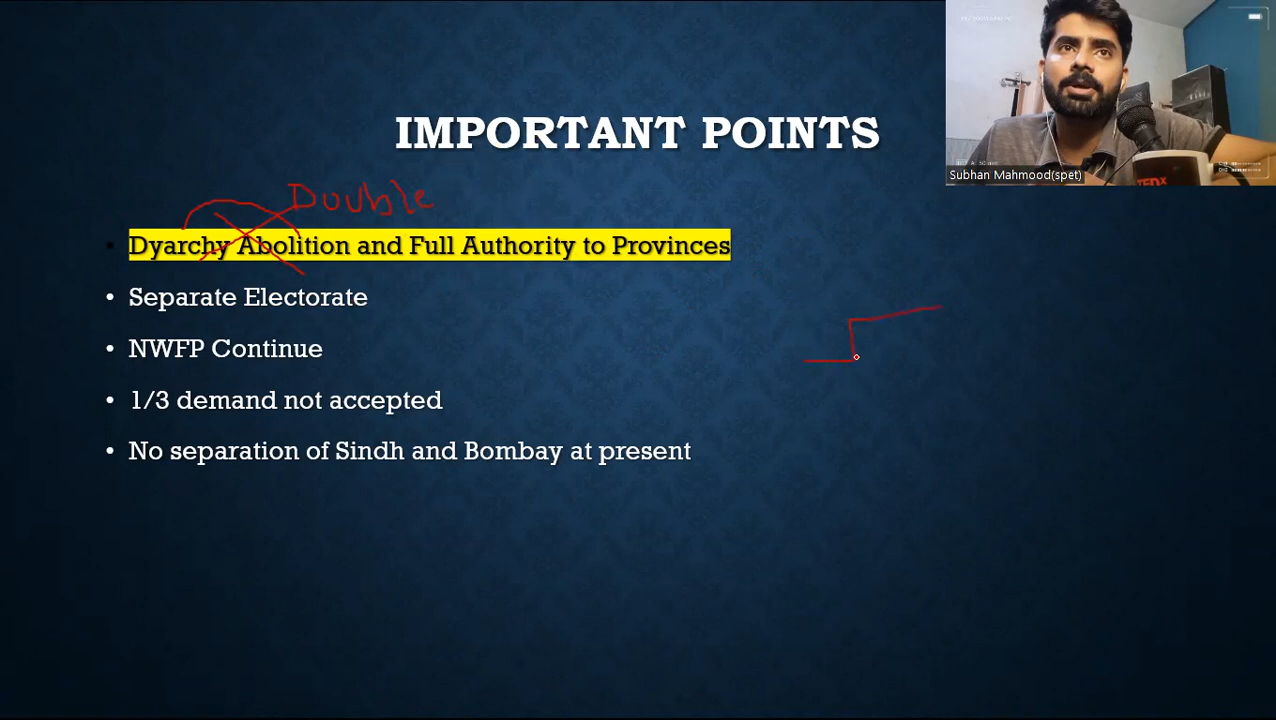 IMPORTANT POINTS
Double
• Dyarchy Abolition and Full Authority to Provinces
• Separate Electorate
• NWFP Continue
• 1/3 demand not accepted
• No separation of Sindh and Bombay at present
Subhan Mahmood(spet)
TEDx